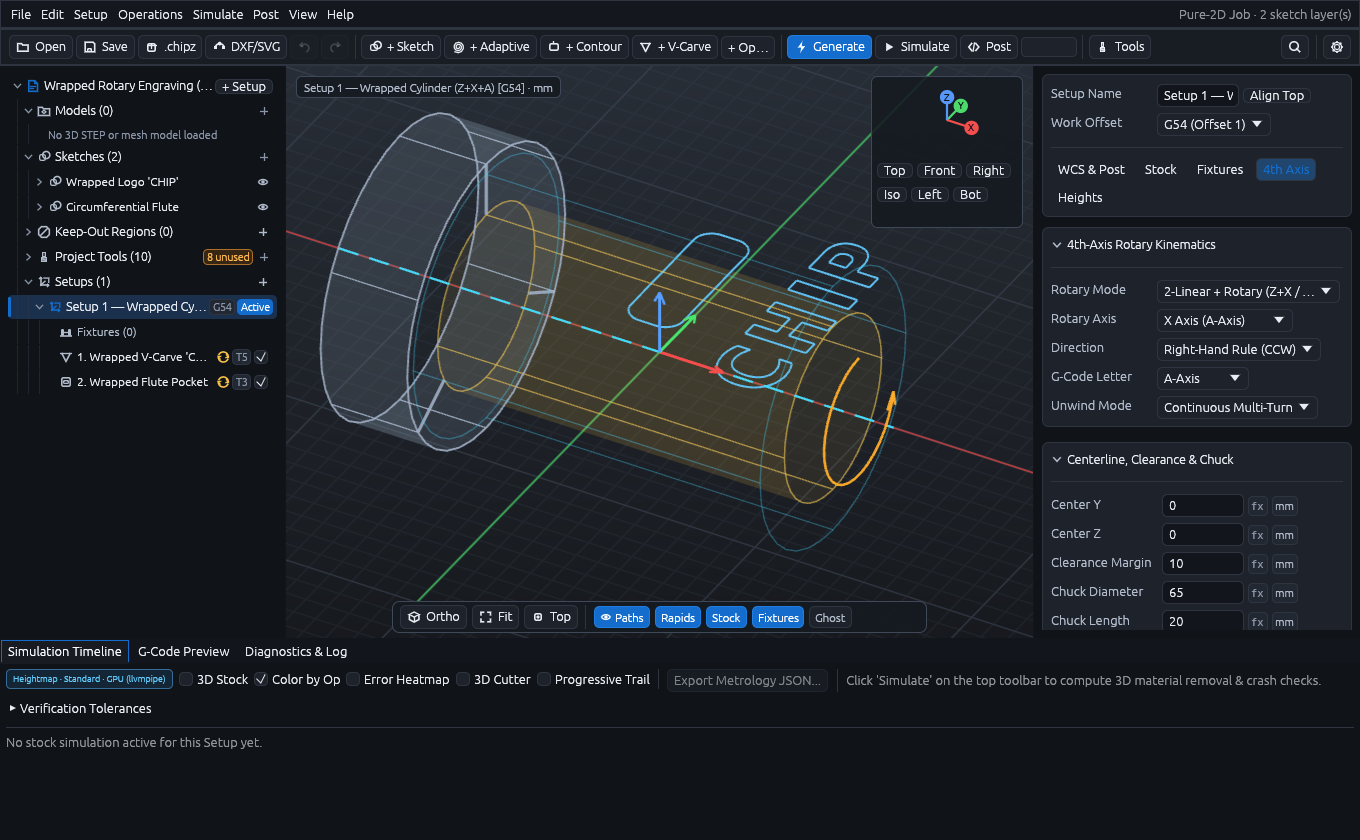 File Edit Setup Operations Simulate Post View Help
Pure-2D Job · 2 sketch layer(s)
Open Save .chipz DXF/SVG + Sketch + Adaptive + Contour + V-Carve + Op... Generate Simulate Post Tools
Wrapped Rotary Engraving (... + Setup
Models (0) +
No 3D STEP or mesh model loaded
Sketches (2) +
Wrapped Logo 'CHIP'
Circumferential Flute
Keep-Out Regions (0) +
Project Tools (10) 8 unused +
Setups (1) +
Setup 1 — Wrapped Cy... G54 Active
Fixtures (0)
1. Wrapped V-Carve 'C... T5
2. Wrapped Flute Pocket T3
Setup 1 — Wrapped Cylinder (Z+X+A) [G54] · mm
Z
Y
X
Top Front Right
Iso Left Bot
CHIP
Ortho Fit Top Paths Rapids Stock Fixtures Ghost
Setup Name Setup 1 — Align Top
Work Offset G54 (Offset 1)
WCS & Post Stock Fixtures 4th Axis
Heights
4th-Axis Rotary Kinematics
Rotary Mode 2-Linear + Rotary (Z+X / ...
Rotary Axis X Axis (A-Axis)
Direction Right-Hand Rule (CCW)
G-Code Letter A-Axis
Unwind Mode Continuous Multi-Turn
Centerline, Clearance & Chuck
Center Y 0 fx mm
Center Z 0 fx mm
Clearance Margin 10 fx mm
Chuck Diameter 65 fx mm
Chuck Length 20 fx mm
Simulation Timeline G-Code Preview Diagnostics & Log
Heightmap · Standard · GPU (llvmpipe) 3D Stock Color by Op Error Heatmap 3D Cutter Progressive Trail Export Metrology JSON... Click 'Simulate' on the top toolbar to compute 3D material removal & crash checks.
Verification Tolerances
No stock simulation active for this Setup yet.